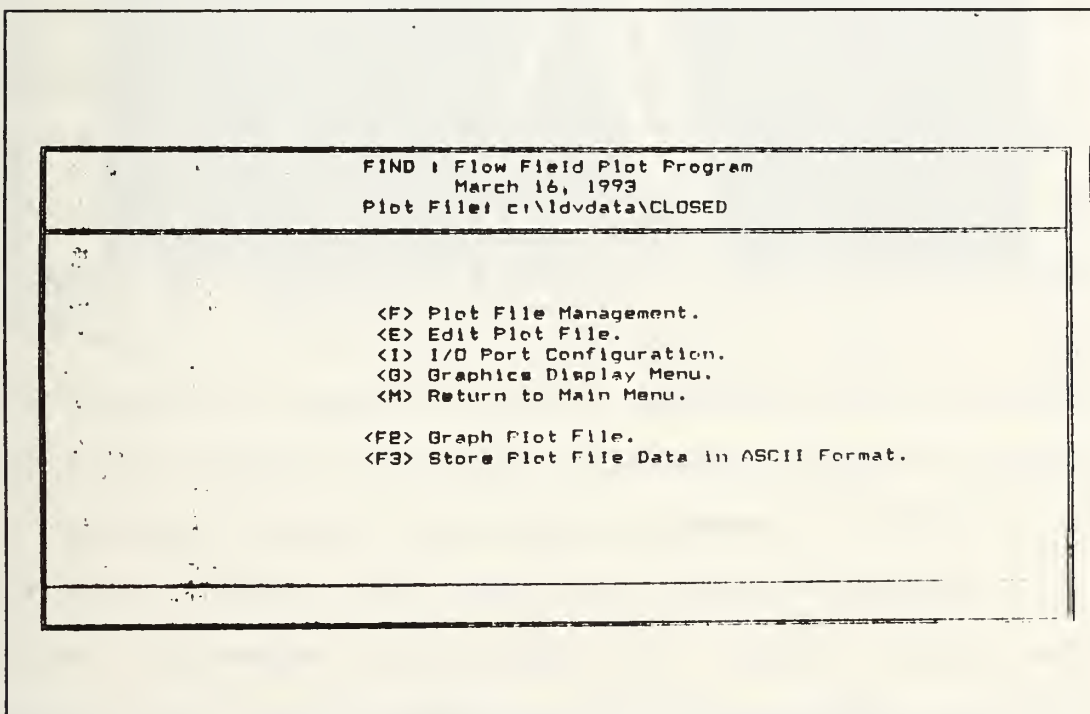 FIND : Flow Field Plot Program
March 16, 1993
Plot File: c:\ldvdata\CLOSED
<F> Plot File Management.
<E> Edit Plot File.
<I> I/O Port Configuration.
<G> Graphics Display Menu.
<M> Return to Main Menu.
<F2> Graph Plot File.
<F3> Store Plot File Data in ASCII Format.